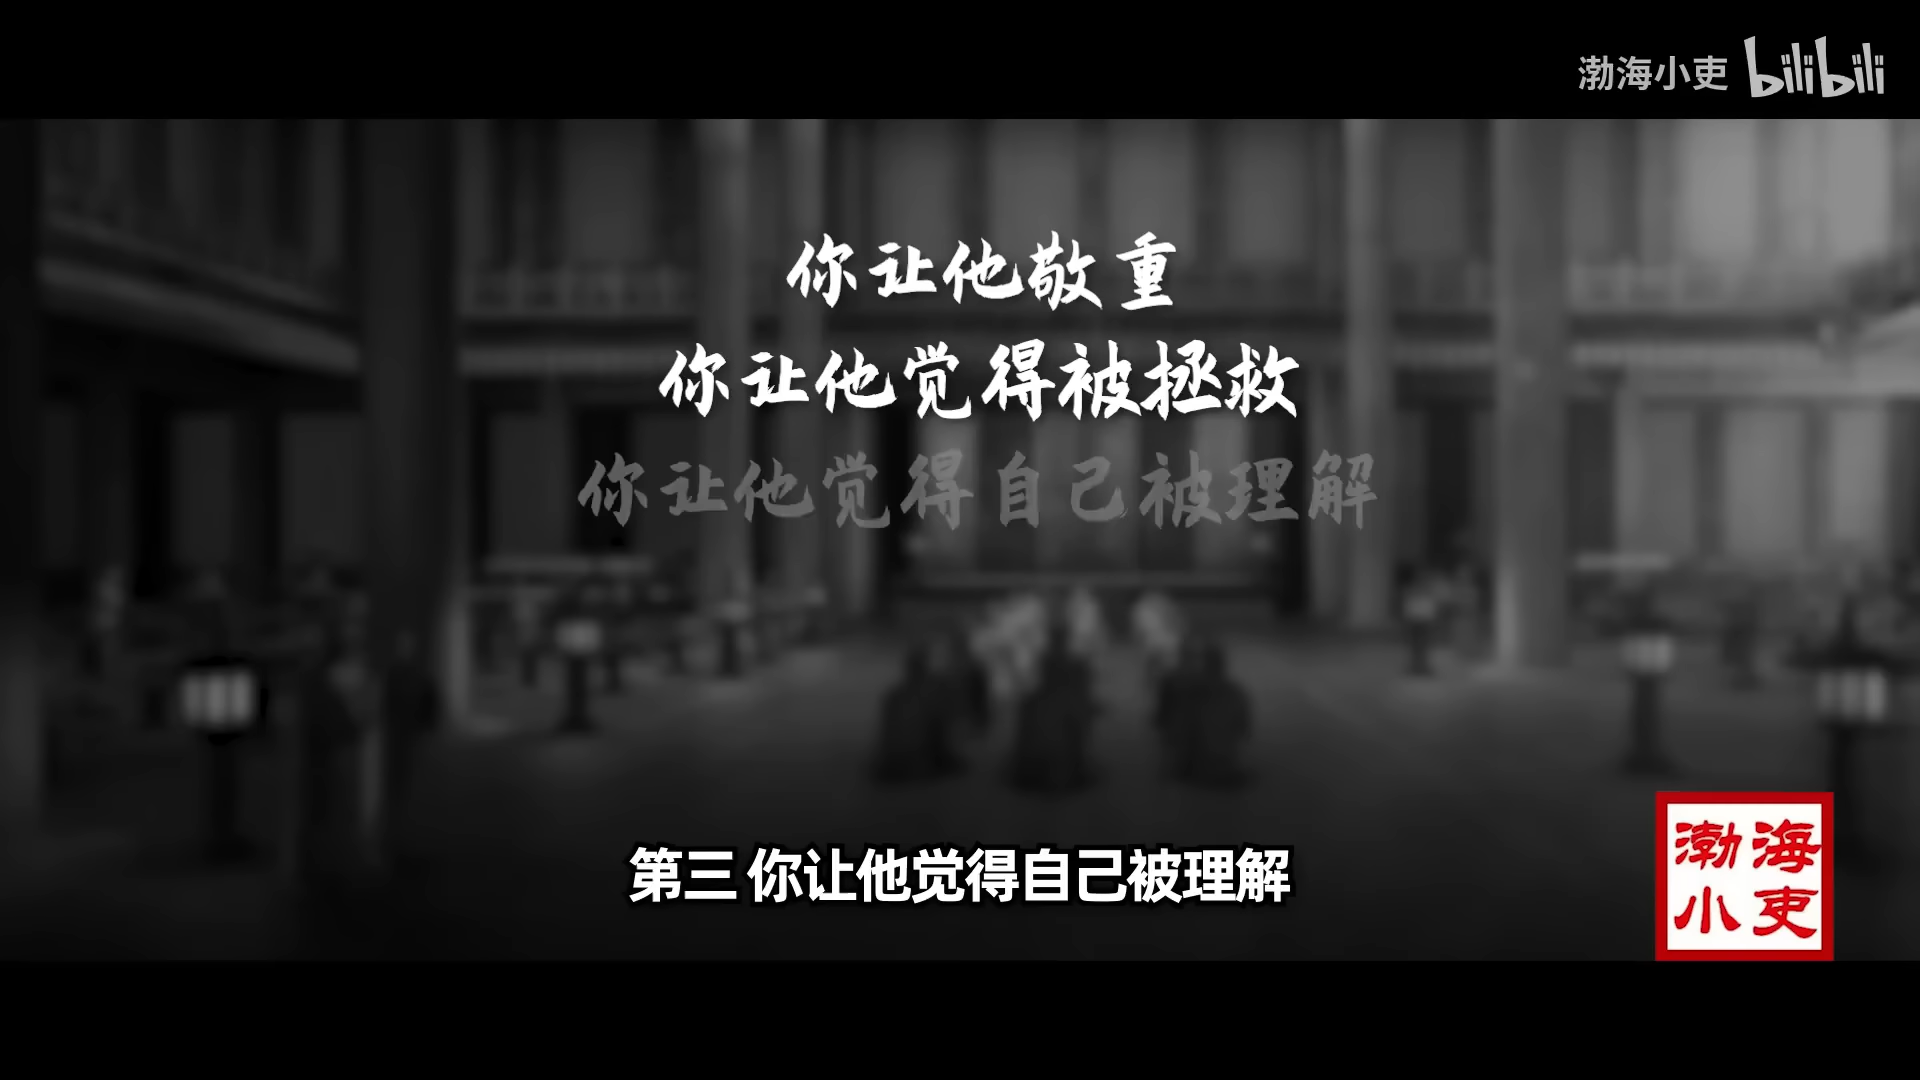 渤海小吏 bilibili
你让他敬重
你让他觉得被拯救
你让他觉得自己被理解
第三 你让他觉得自己被理解
渤海
小吏